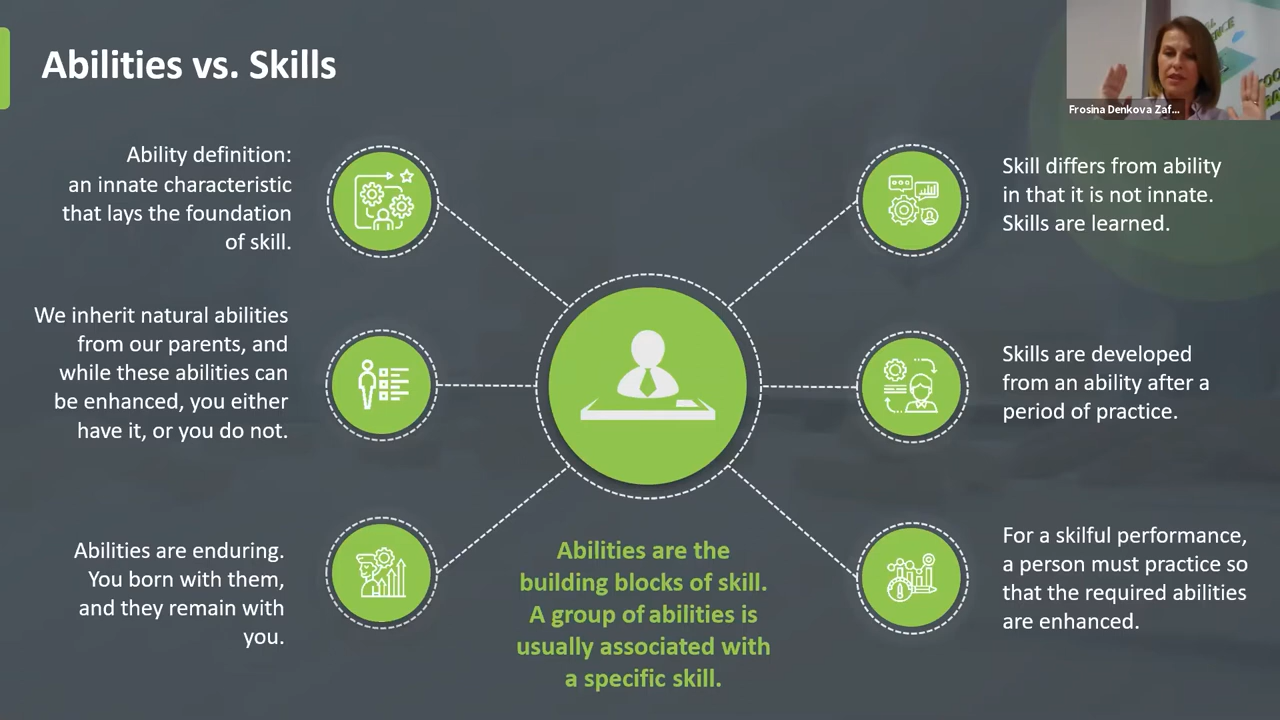 Abilities vs. Skills
Ability definition:
an innate characteristic
that lays the foundation
of skill.
We inherit natural abilities
from our parents, and
while these abilities can
be enhanced, you either
have it, or you do not.
Abilities are enduring.
You born with them,
and they remain with
you.
Abilities are the
building blocks of skill.
A group of abilities is
usually associated with
a specific skill.
Skill differs from ability
in that it is not innate.
Skills are learned.
Skills are developed
from an ability after a
period of practice.
For a skilful performance,
a person must practice so
that the required abilities
are enhanced.
Frosina Denkova Zaf...